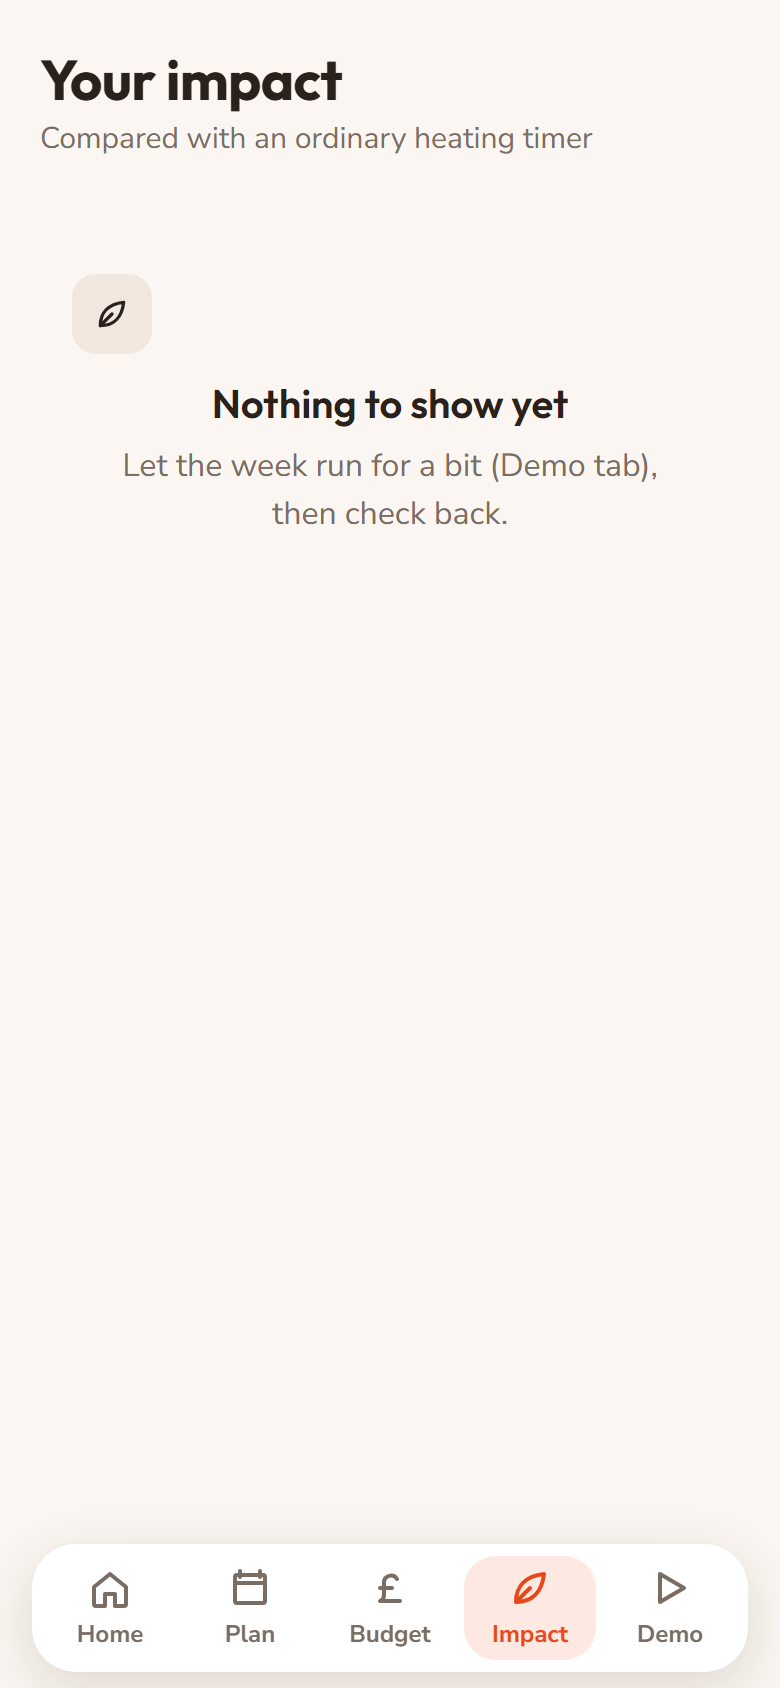 Your impact
Compared with an ordinary heating timer
Nothing to show yet
Let the week run for a bit (Demo tab),
then check back.
Home
Plan
Budget
Impact
Demo